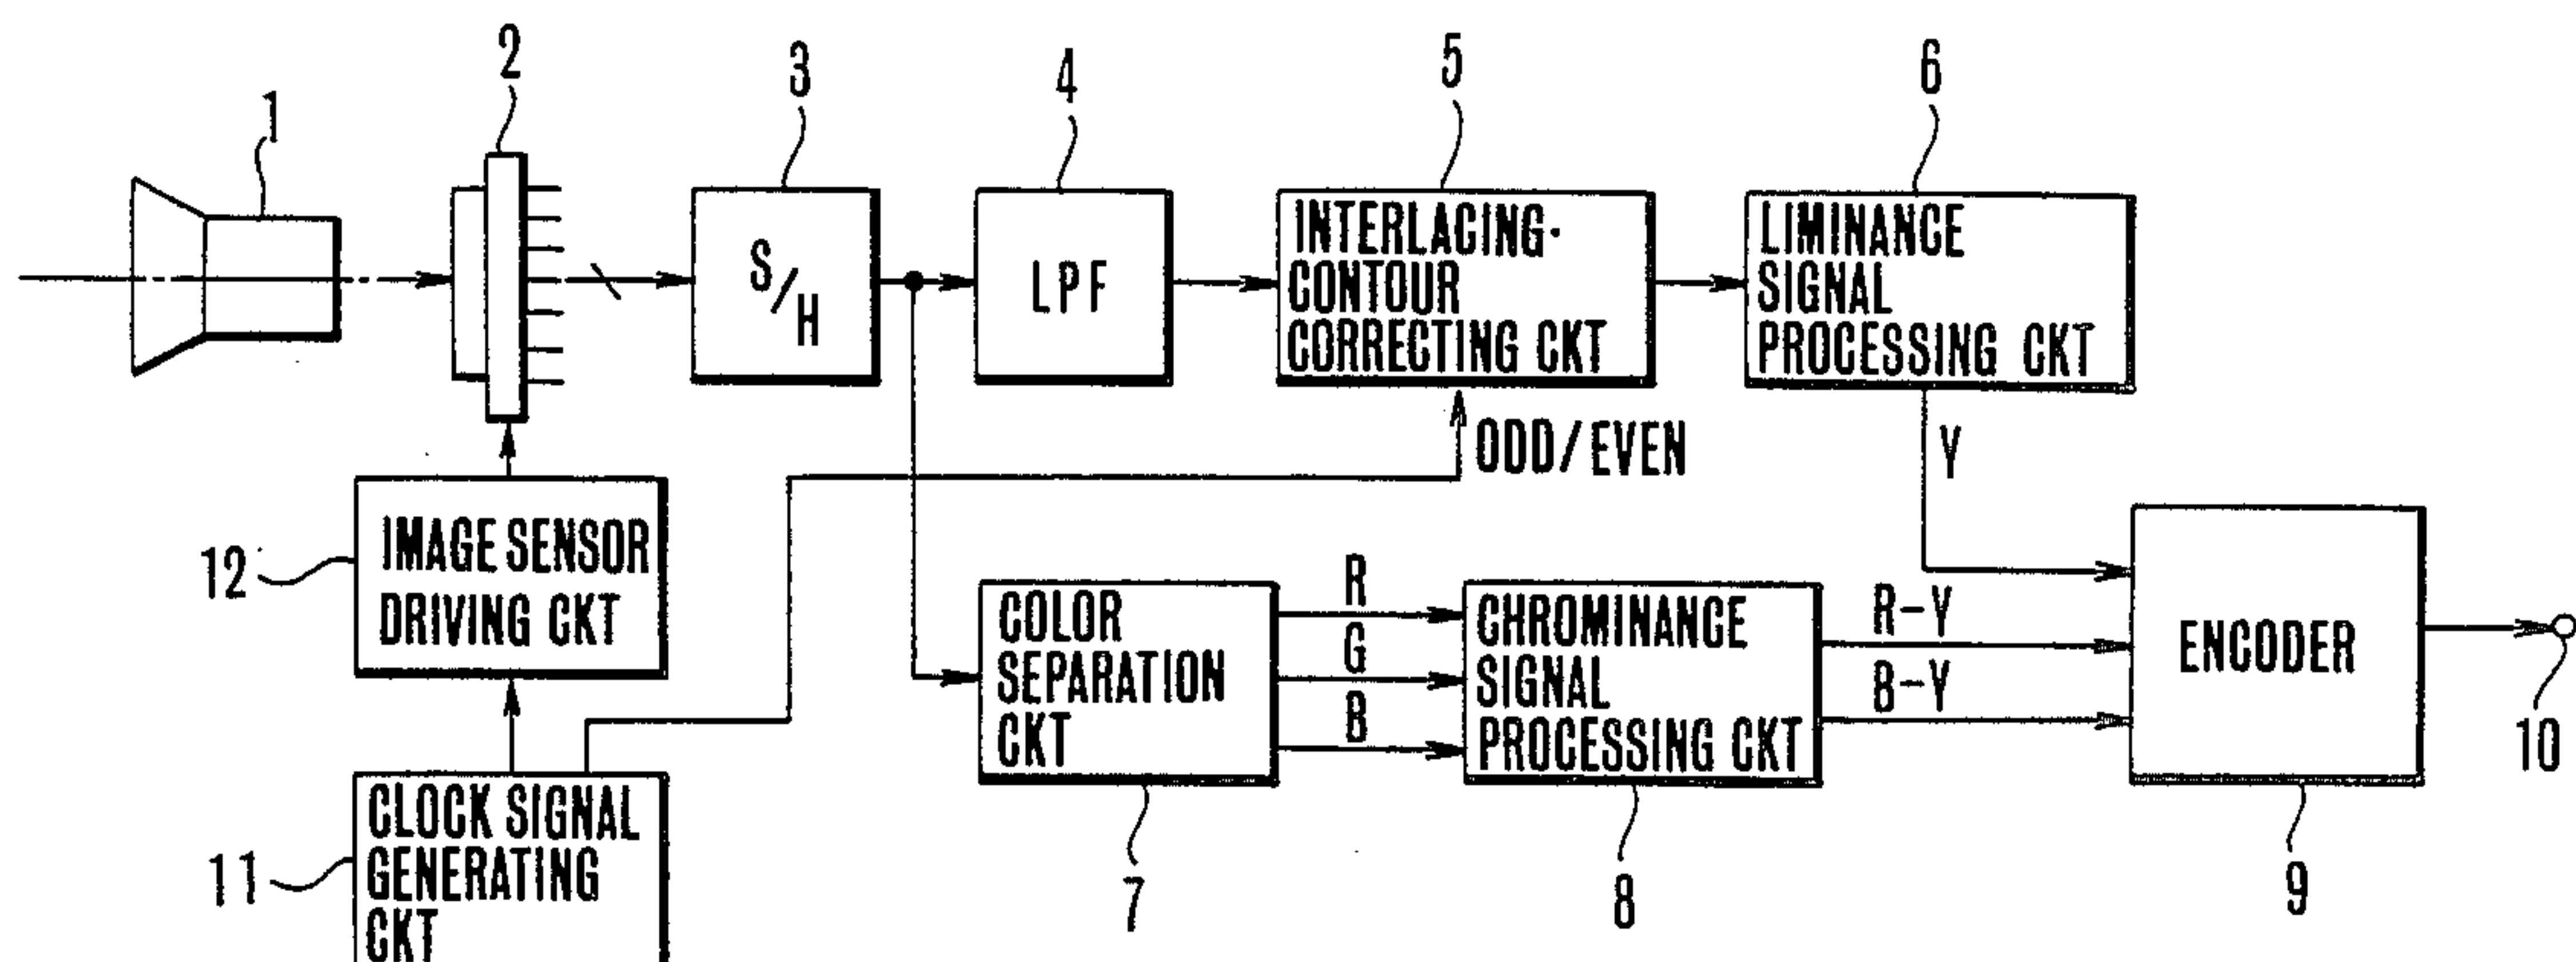 1
2
3
4
5
6
S/H
LPF
INTERLACING·
CONTOUR
CORRECTING CKT
LIMINANCE
SIGNAL
PROCESSING CKT
ODD/EVEN
Y
12
IMAGE SENSOR
DRIVING CKT
COLOR
SEPARATION
CKT
R
G
B
CHROMINANCE
SIGNAL
PROCESSING CKT
R-Y
B-Y
ENCODER
10
11
CLOCK SIGNAL
GENERATING
CKT
7
8
9